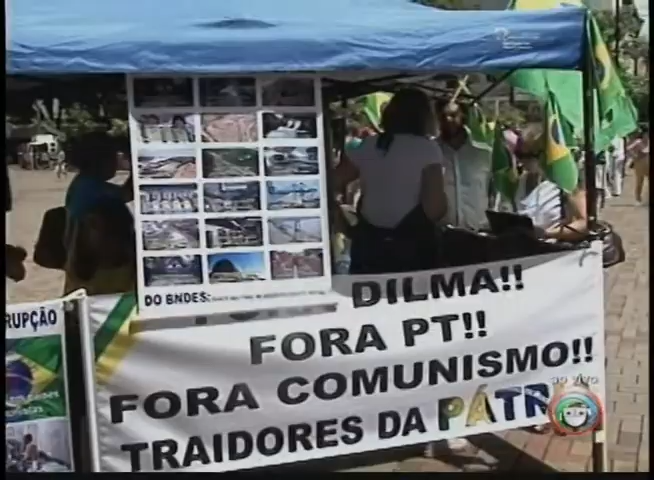 DO BNDES:
RUPÇÃO
DILMA!!
FORA PT!!
FORA COMUNISMO!!
TRAIDORES DA PÁTR
AO VIVO